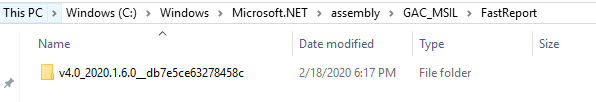 This PC > Windows (C:) > Windows > Microsoft.NET > assembly > GAC_MSIL > FastReport
Name Date modified Type Size
v4.0_2020.1.6.0__db7e5ce63278458c 2/18/2020 6:17 PM File folder